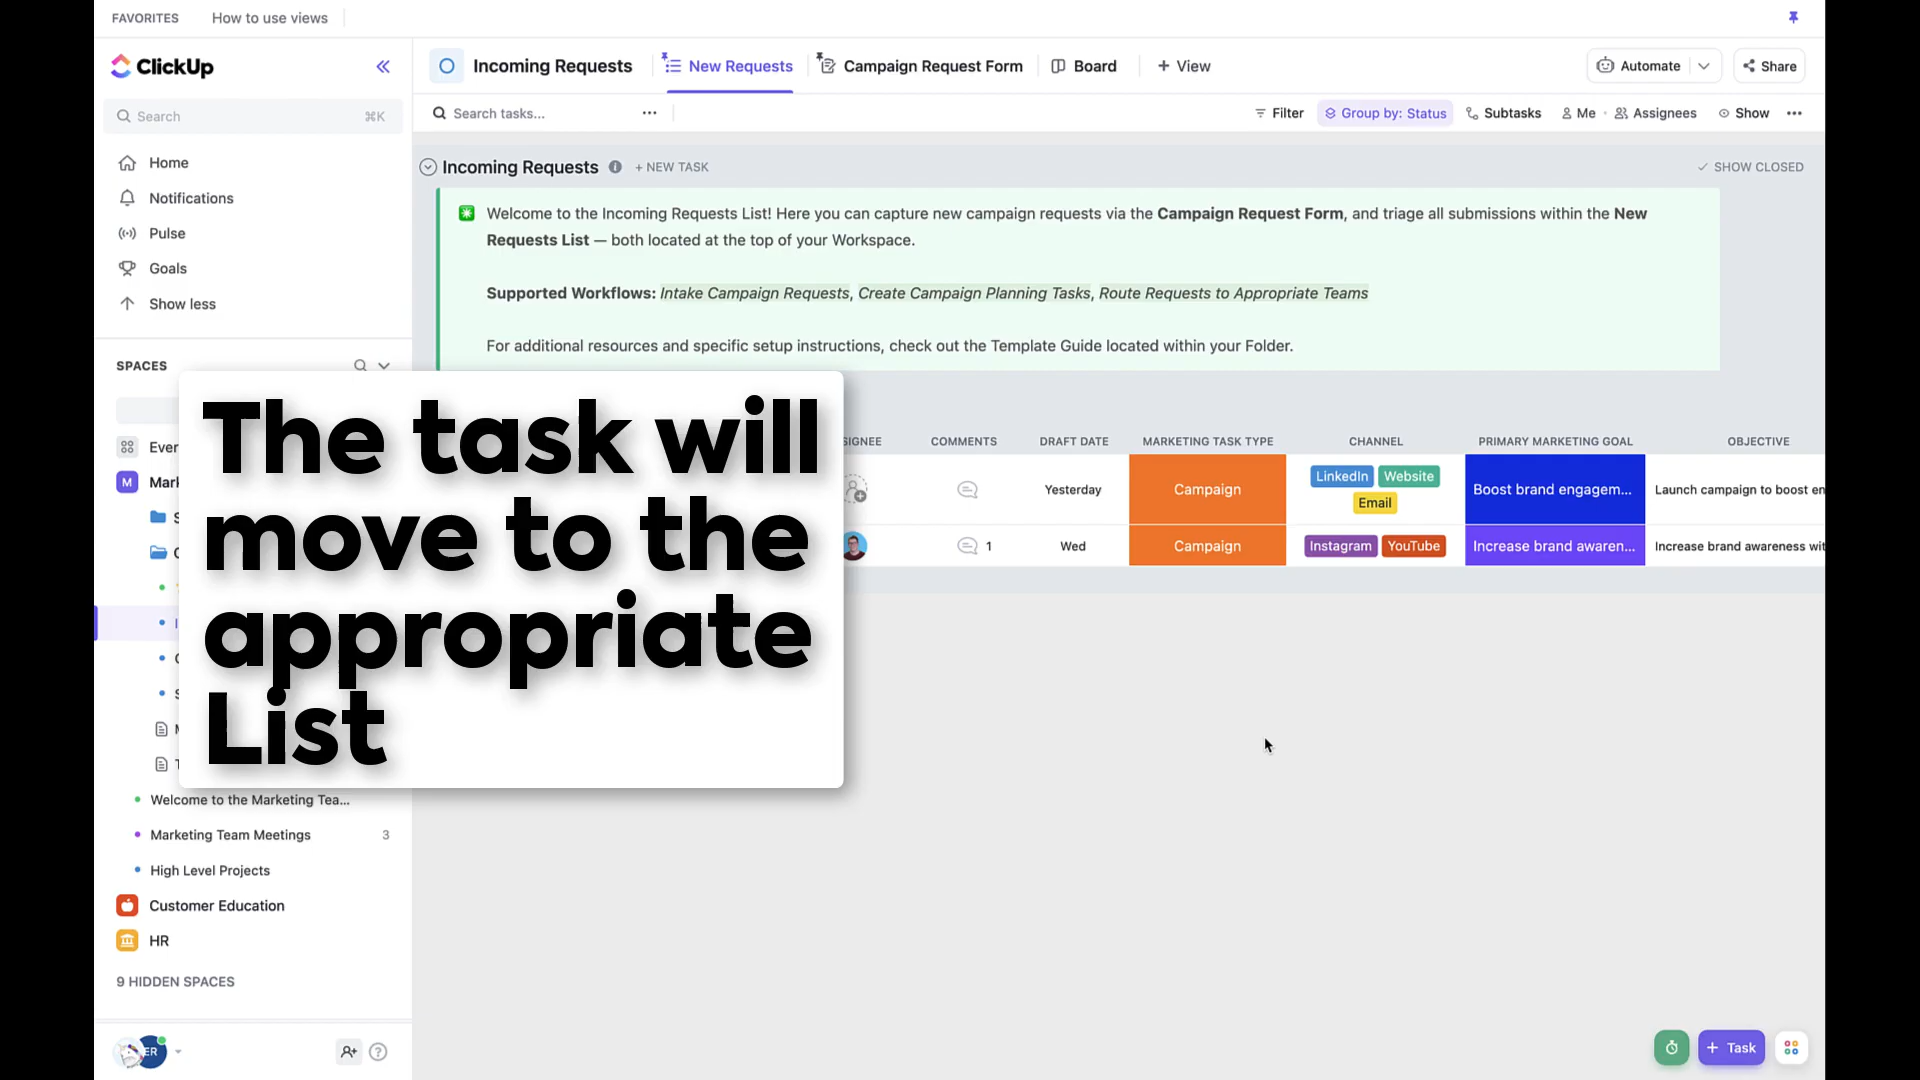 FAVORITES
How to use views
ClickUp
Search
⌘K
Home
Notifications
Pulse
Goals
Show less
SPACES
M
Welcome to the Marketing Tea...
Marketing Team Meetings 3
High Level Projects
Customer Education
HR
9 HIDDEN SPACES
ER
Incoming Requests
New Requests
Campaign Request Form
Board
+ View
Automate
Share
Search tasks...
Filter
Group by: Status
Subtasks
Me
Assignees
Show
Incoming Requests
+ NEW TASK
SHOW CLOSED
Welcome to the Incoming Requests List! Here you can capture new campaign requests via the Campaign Request Form, and triage all submissions within the New
Requests List — both located at the top of your Workspace.
Supported Workflows: Intake Campaign Requests, Create Campaign Planning Tasks, Route Requests to Appropriate Teams
For additional resources and specific setup instructions, check out the Template Guide located within your Folder.
The task will
move to the
appropriate
List
COMMENTS
DRAFT DATE
MARKETING TASK TYPE
CHANNEL
PRIMARY MARKETING GOAL
OBJECTIVE
Yesterday
Campaign
LinkedIn
Website
Email
Boost brand engagem...
Launch campaign to boost en
1
Wed
Campaign
Instagram
YouTube
Increase brand awaren...
Increase brand awareness wit
+ Task